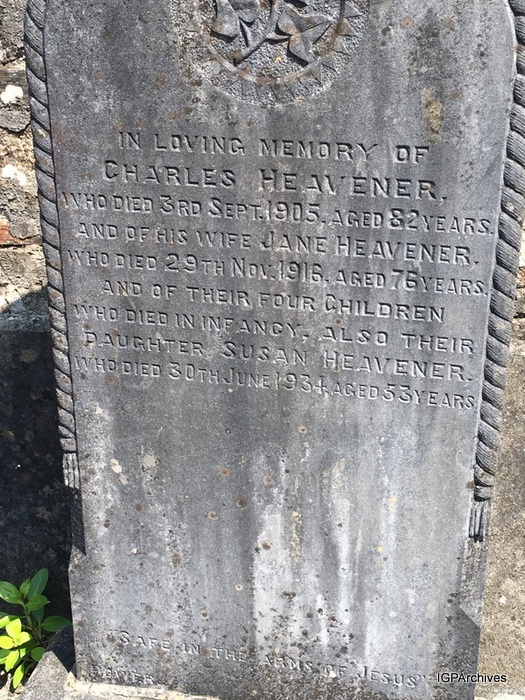 IN LOVING MEMORY OF
CHARLES HEAVENER,
WHO DIED 3RD SEPT. 1905, AGED 82 YEARS.
AND OF HIS WIFE JANE HEAVENER,
WHO DIED 29TH NOV. 1916, AGED 76 YEARS.
AND OF THEIR FOUR CHILDREN
WHO DIED IN INFANCY, ALSO THEIR
DAUGHTER SUSAN HEAVENER.
WHO DIED 30TH JUNE 1934, AGED 53 YEARS.
"SAFE IN THE ARMS OF JESUS"
IGPArchives